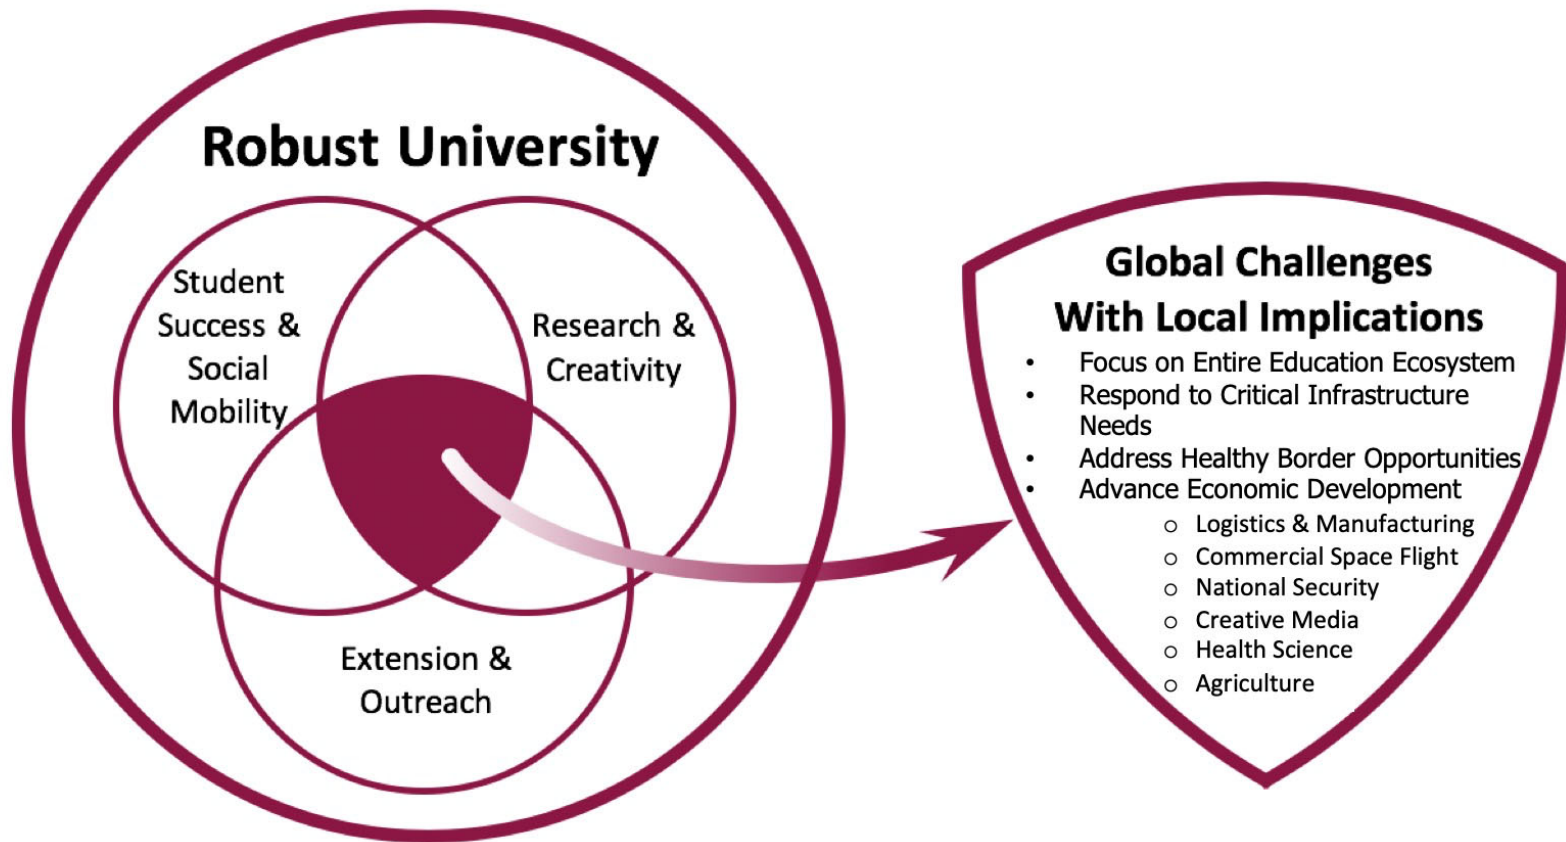 Robust University
Student
Success &
Social
Mobility
Research &
Creativity
Extension &
Outreach
Global Challenges
With Local Implications
• Focus on Entire Education Ecosystem
• Respond to Critical Infrastructure
Needs
• Address Healthy Border Opportunities
• Advance Economic Development
o Logistics & Manufacturing
o Commercial Space Flight
o National Security
o Creative Media
o Health Science
o Agriculture